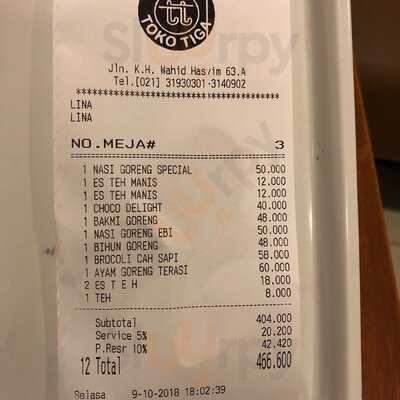 tt
TOKO TIGA
Jln. K.H. Wahid Hasyim 63.A
Tel.[021] 31930301-3140902
****************************************
LINA
LINA
NO.MEJA# 3
1 NASI GORENG SPECIAL 50.000
1 ES TEH MANIS 12.000
1 ES TEH MANIS 12.000
1 CHOCO DELIGHT 40.000
1 BAKMI GORENG 48.000
1 NASI GORENG EBI 50.000
1 BIHUN GORENG 48.000
1 BROCOLI CAH SAPI 58.000
1 AYAM GORENG TERASI 60.000
2 ES T E H 18.000
1 TEH 8.000
Subtotal 404.000
Service 5% 20.200
P.Resr 10% 42.420
12 Total 466.600
Selasa 9-10-2018 18:02:39